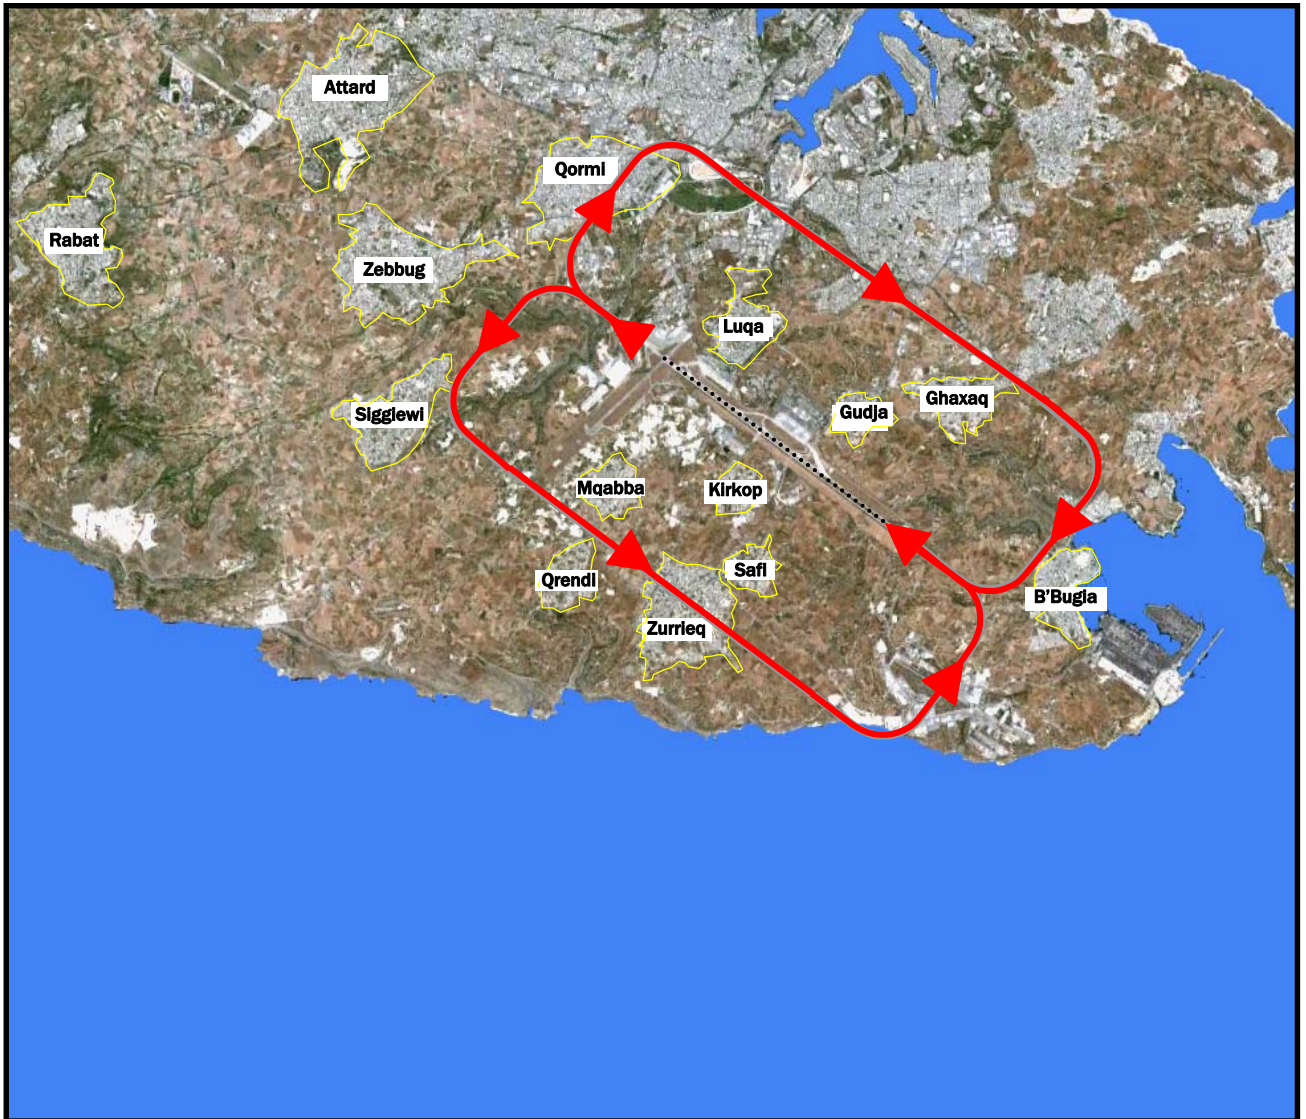 Attard
Qormi
Rabat
Zebbug
Luqa
Siggiewi
Gudja
Ghaxaq
Mqabba
Kirkop
Qrendi
Safi
B'Bugia
Zurrieq